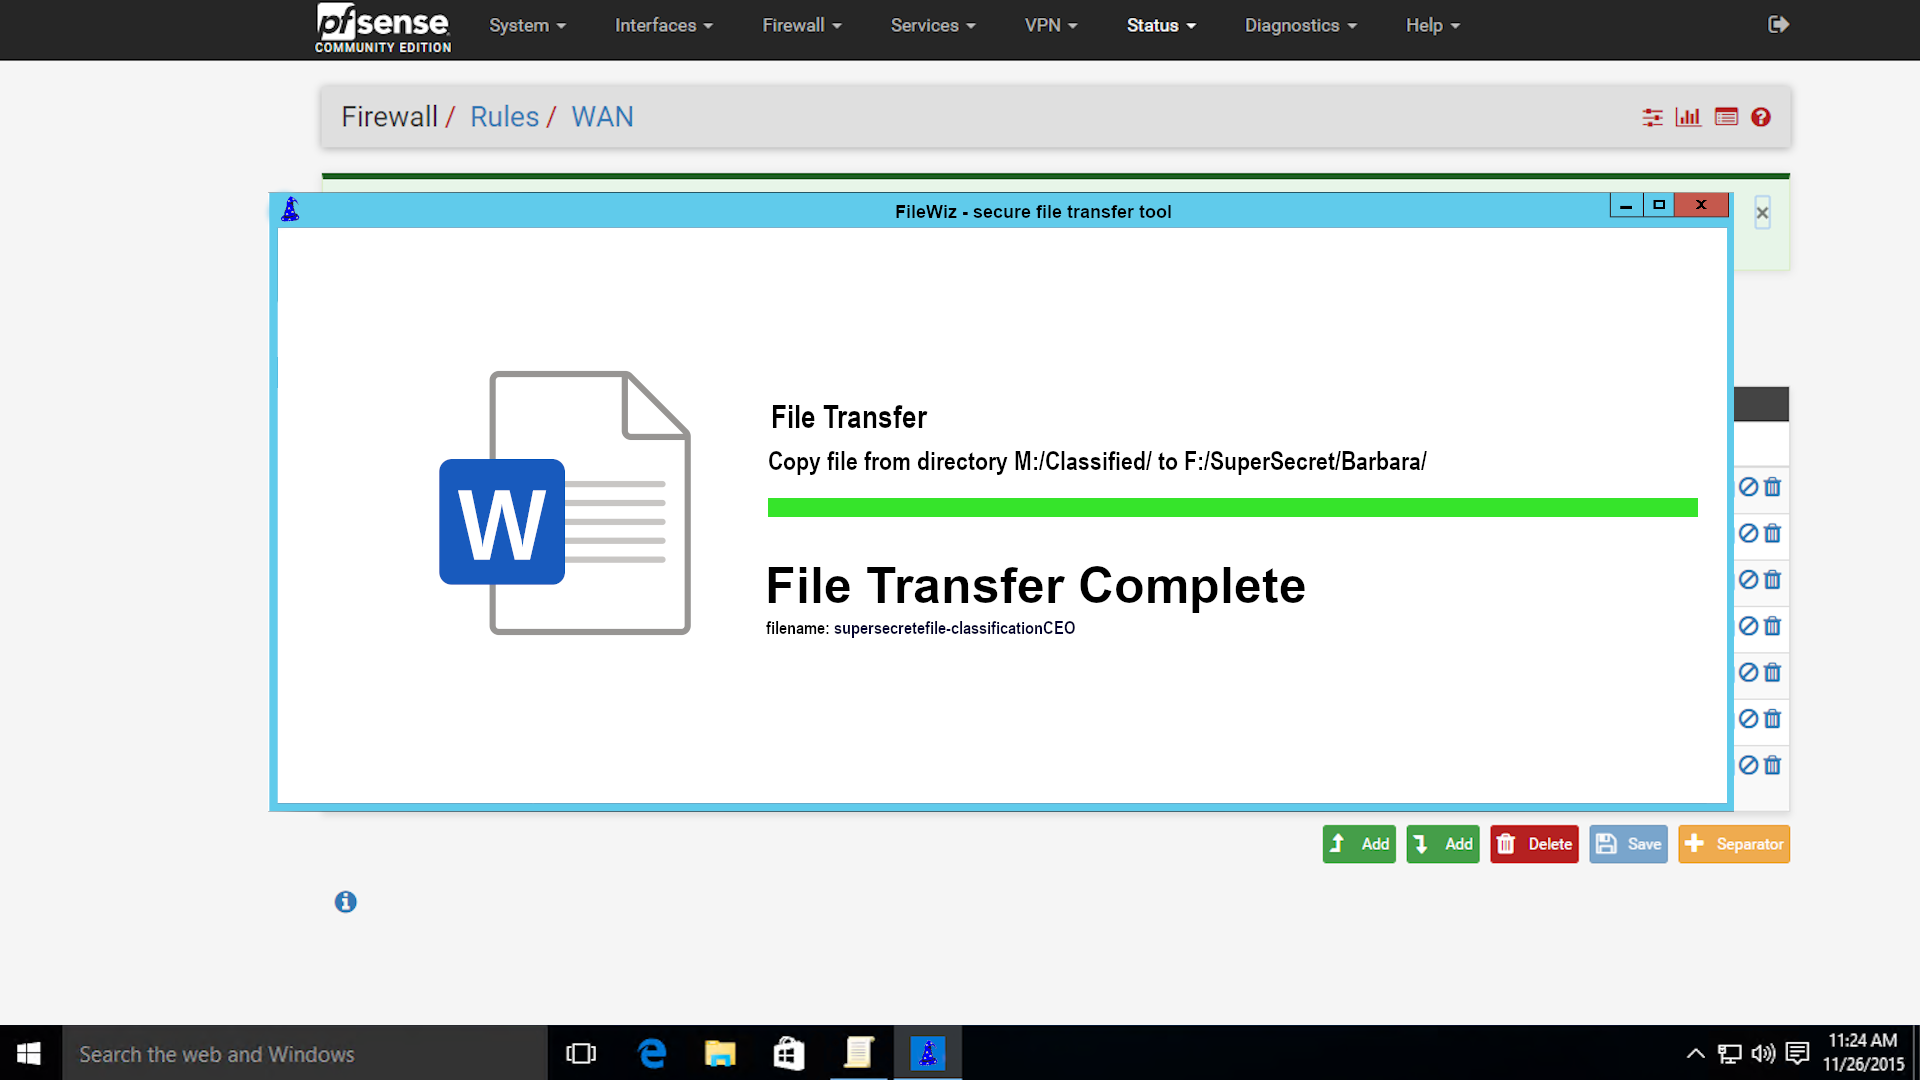 pfsense
COMMUNITY EDITION
System
Interfaces
Firewall
Services
VPN
Status
Diagnostics
Help
Firewall / Rules / WAN
FileWiz - secure file transfer tool
x
×
W
File Transfer
Copy file from directory M:/Classified/ to F:/SuperSecret/Barbara/
File Transfer Complete
filename: supersecretefile-classificationCEO
Add
Add
Delete
Save
Separator
Search the web and Windows
11:24 AM
11/26/2015